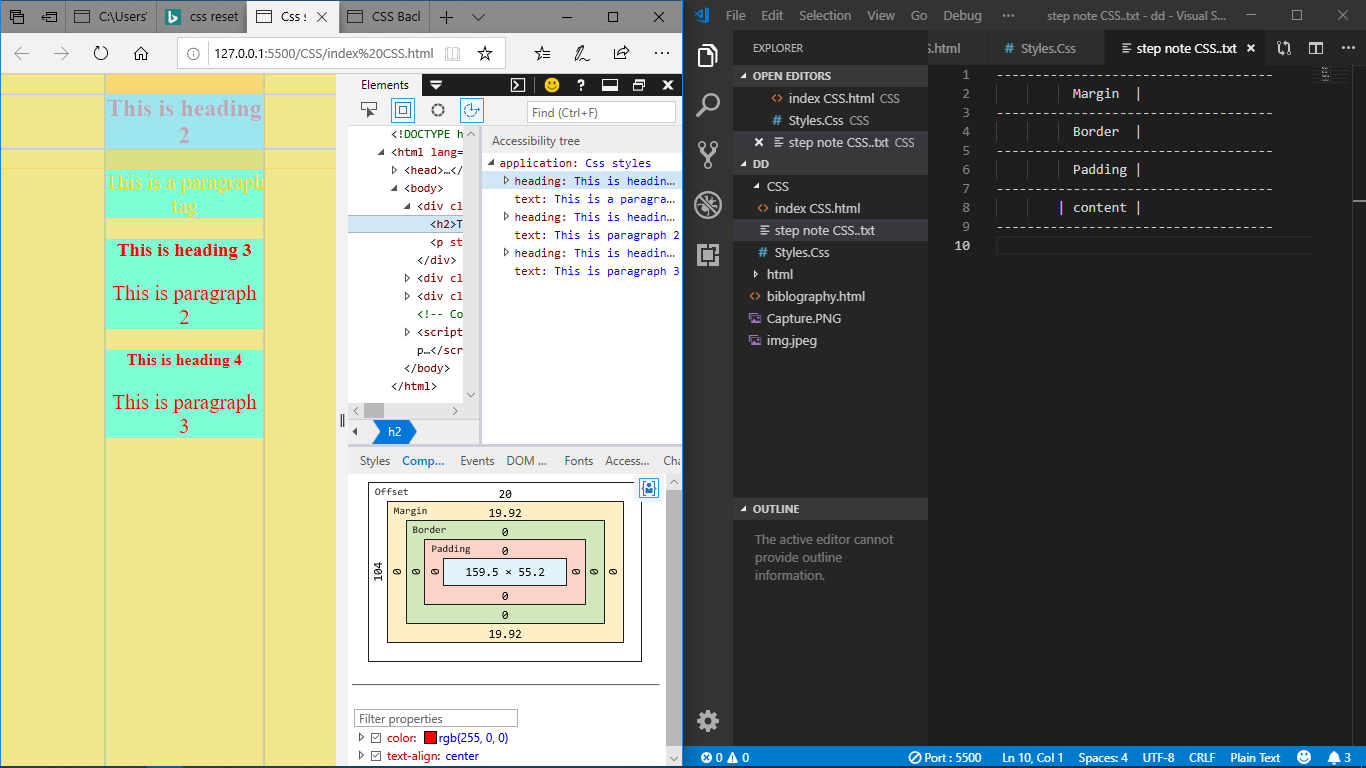 C:\Users'
css reset
Css s
CSS Bacl
127.0.0.1:5500/CSS/index%20CSS.html
This is heading
2
This is a paragraph
tag
This is heading 3
This is paragraph
2
This is heading 4
This is paragraph
3
Elements
?
Find (Ctrl+F)
<!DOCTYPE h
<html lang=
<head>…</
<body>
<div cl
<h2>T
<p st
</div>
<div cl
<div cl
<!-- Co
<script
p…</scr
</body>
</html>
h2
Accessibility tree
application: Css styles
heading: This is headin...
text: This is a paragra...
heading: This is headin...
text: This is paragraph 2
heading: This is headin...
text: This is paragraph 3
Styles Comp... Events DOM ... Fonts Access... Cha
Offset 20
Margin 19.92
Border 0
Padding 0
104 0 0 0 159.5 × 55.2 0 0 0
0
0
19.92
Filter properties
color: rgb(255, 0, 0)
text-align: center
File Edit Selection View Go Debug ··· step note CSS..txt - dd - Visual S...
EXPLORER
OPEN EDITORS
index CSS.html CSS
Styles.Css CSS
step note CSS..txt CSS
DD
CSS
index CSS.html
step note CSS..txt
Styles.Css
html
biblography.html
Capture.PNG
img.jpeg
OUTLINE
The active editor cannot
provide outline
information.
S.html # Styles.Css step note CSS..txt
1 -----------------------------------
2 Margin |
3 -----------------------------------
4 Border |
5 -----------------------------------
6 Padding |
7 -----------------------------------
8 | content |
9 -----------------------------------
10
0 0 Port : 5500 Ln 10, Col 1 Spaces: 4 UTF-8 CRLF Plain Text 3